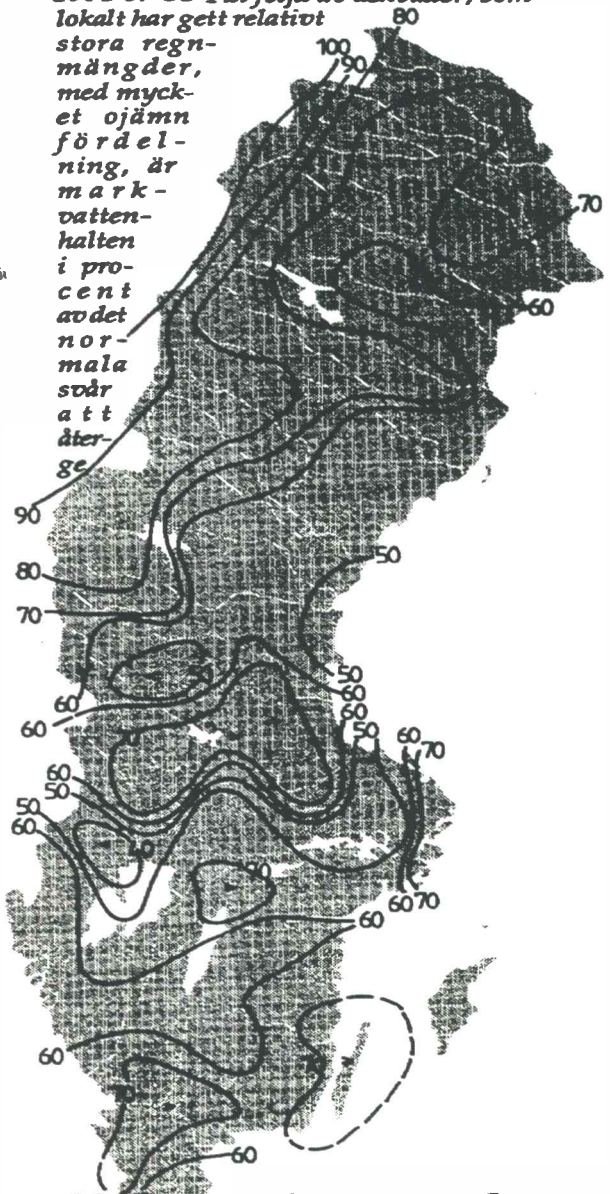 lokalt har gett relativt
stora regn-
mängder,
med myck-
et ojämn
fördel-
ning, är
mark-
vatten-
halten
i pro-
cent
av det
nor-
mala
svår
att
åter-
ge
80
100
90
70
60
90
80
50
70
50
60
60
60
60
50
60
70
60
50
50
60
40
60
70
60
60
60